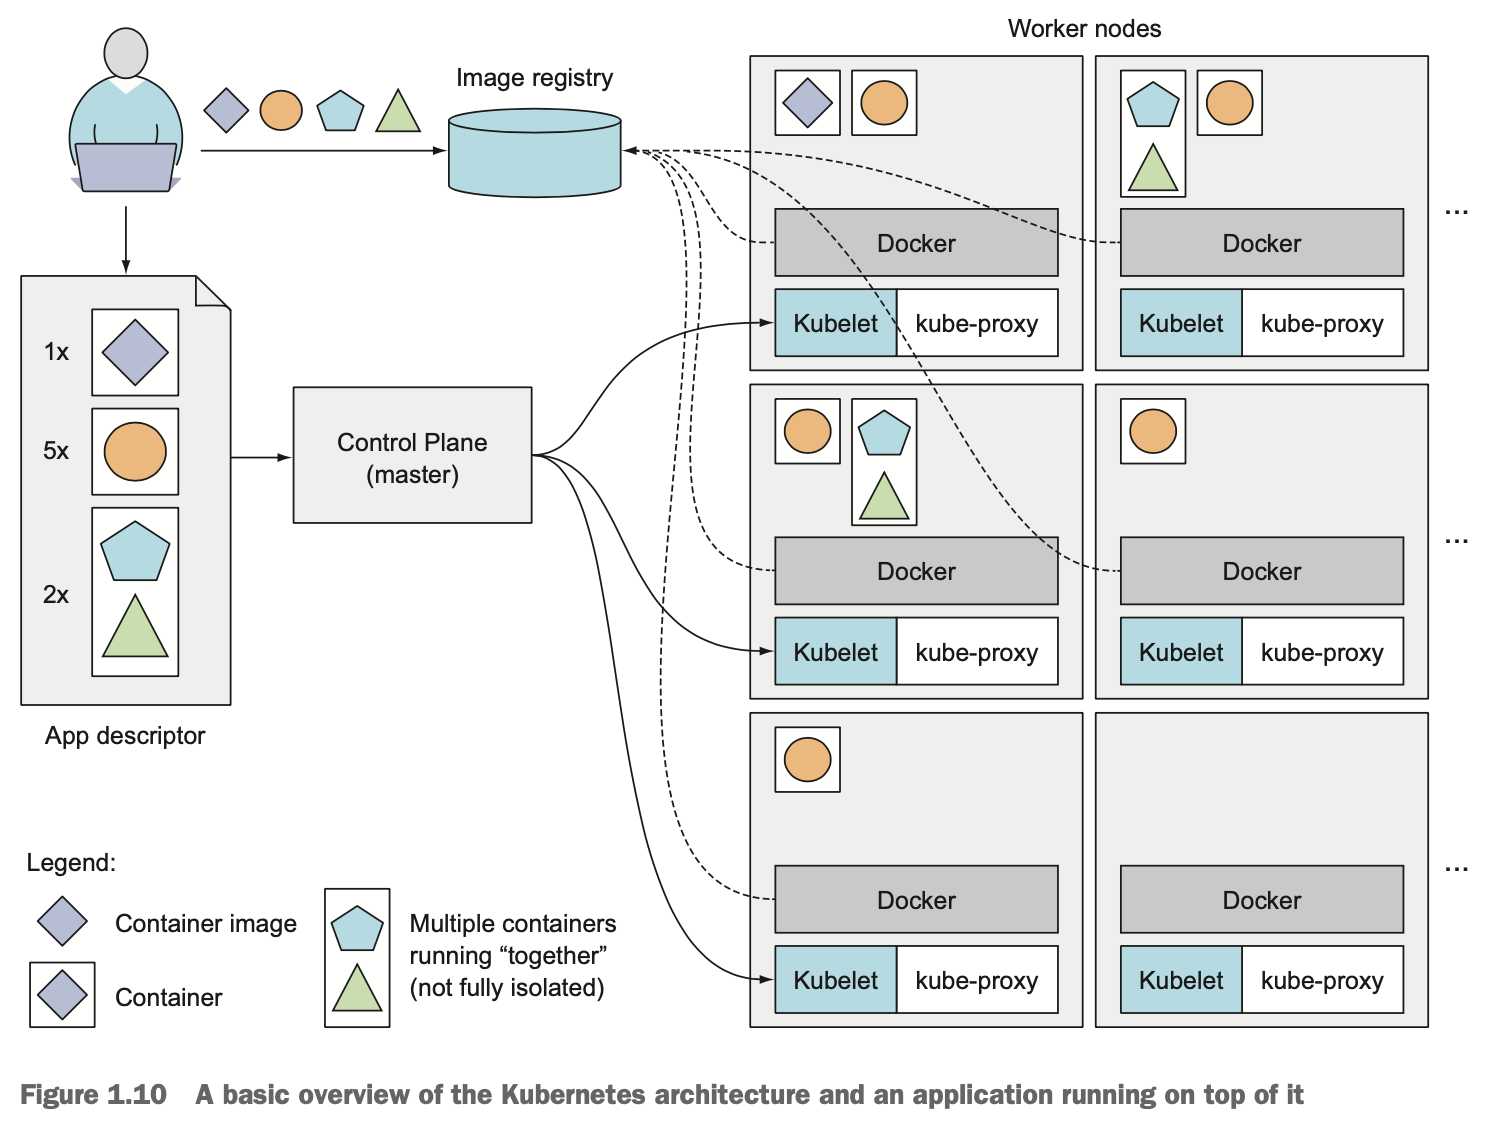 Worker nodes
Image registry
Docker
Kubelet kube-proxy
Docker
Kubelet kube-proxy
...
1x
5x
2x
App descriptor
Control Plane
(master)
Docker
Kubelet kube-proxy
Docker
Kubelet kube-proxy
...
Docker
Kubelet kube-proxy
Docker
Kubelet kube-proxy
...
Legend:
Container image
Container
Multiple containers
running “together”
(not fully isolated)
Figure 1.10 A basic overview of the Kubernetes architecture and an application running on top of it